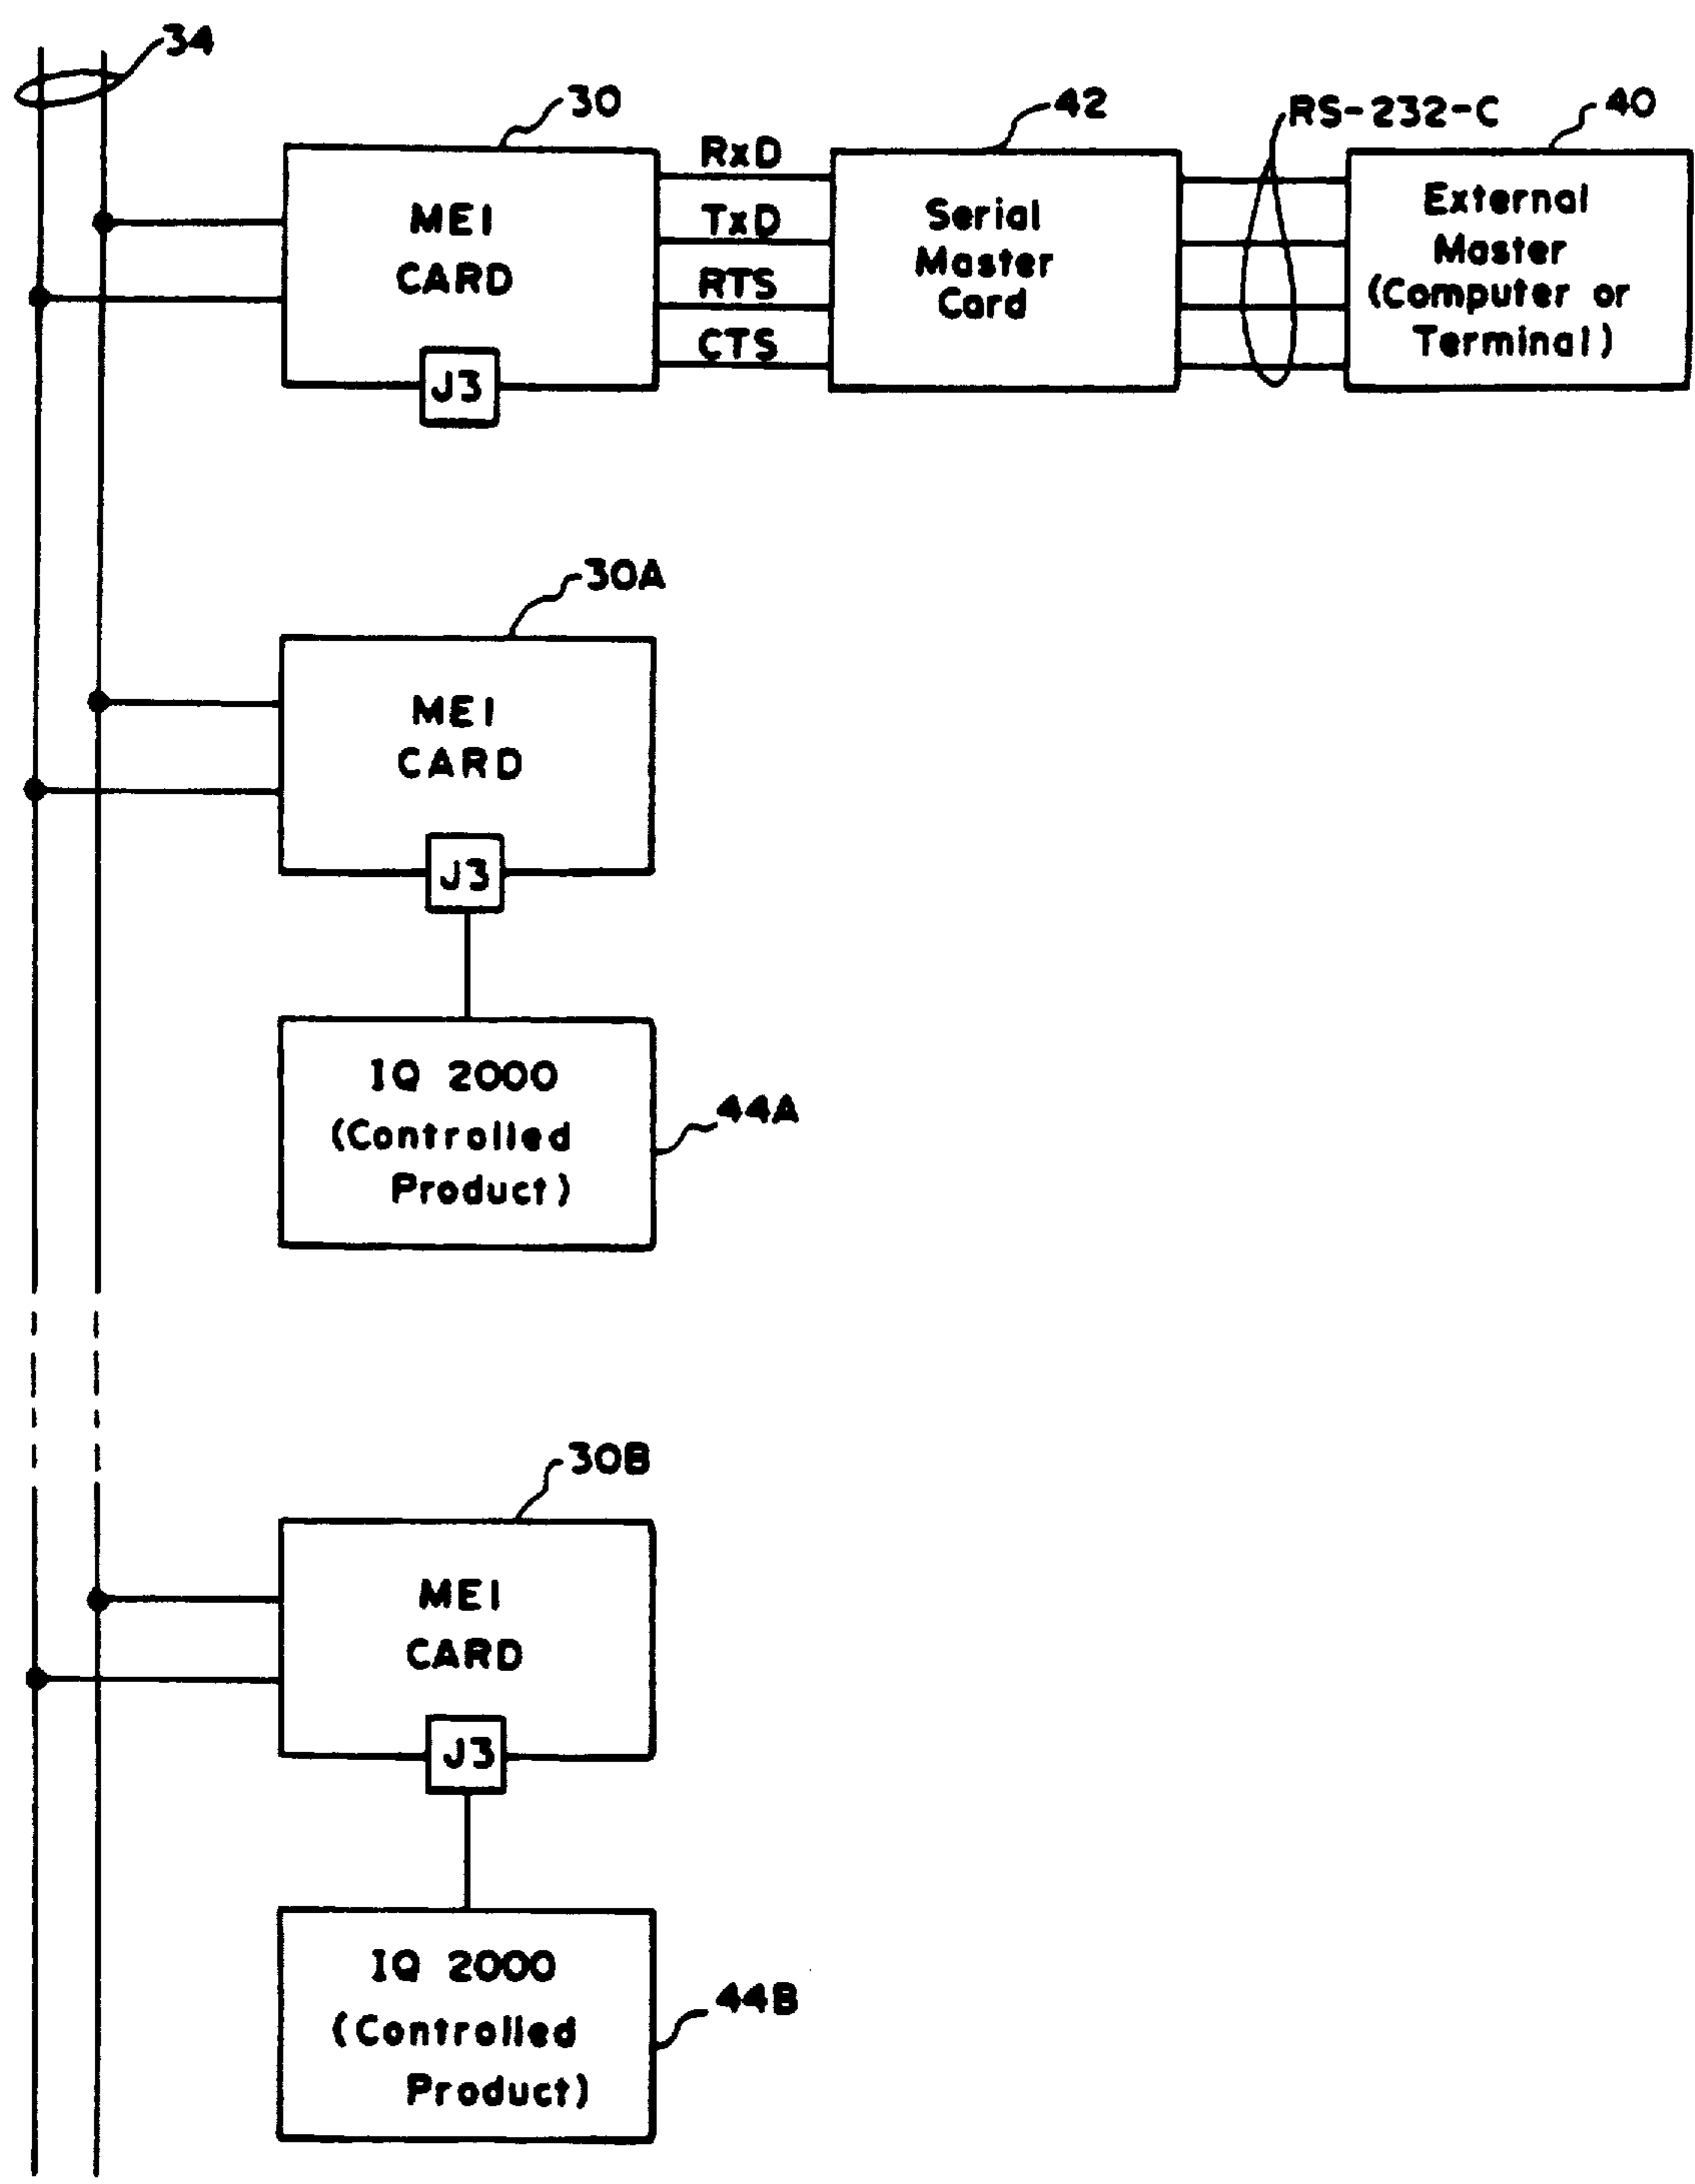 34
30
42
RS-232-C
40
RxD
TxD
RTS
CTS
MEI
CARD
J3
Serial
Master
Card
External
Master
(Computer or
Terminal)
30A
MEI
CARD
J3
IQ 2000
(Controlled
Product)
44A
30B
MEI
CARD
J3
IQ 2000
(Controlled
Product)
44B